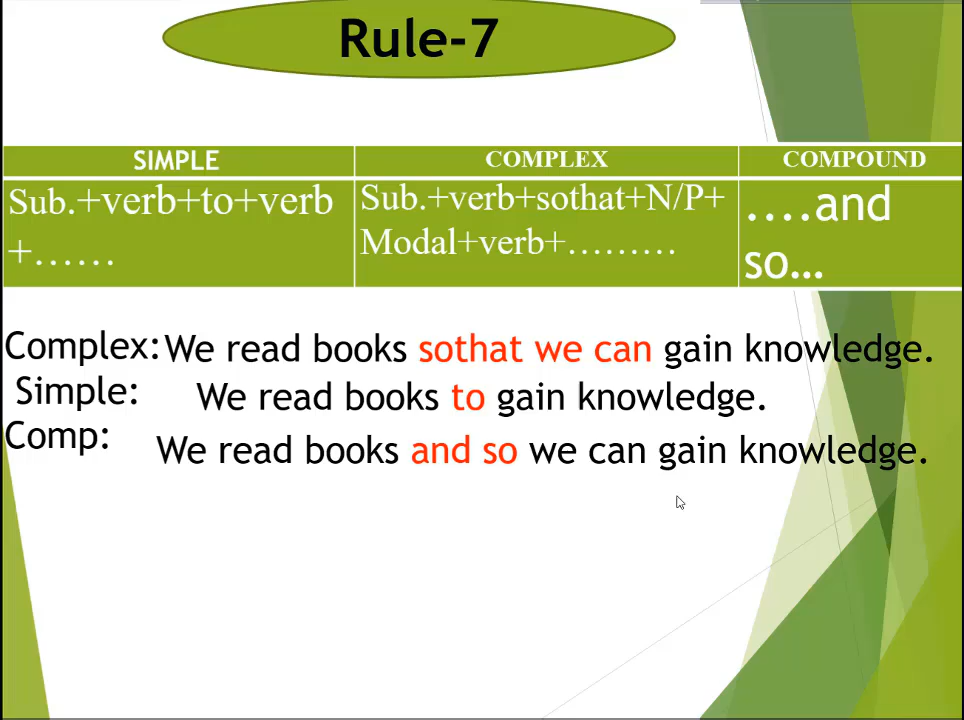 Rule-7
SIMPLE
COMPLEX
COMPOUND
Sub.+verb+to+verb
+......
Sub.+verb+sothat+N/P+
Modal+verb+.........
....and
so...
Complex: We read books sothat we can gain knowledge.
Simple: We read books to gain knowledge.
Comp: We read books and so we can gain knowledge.